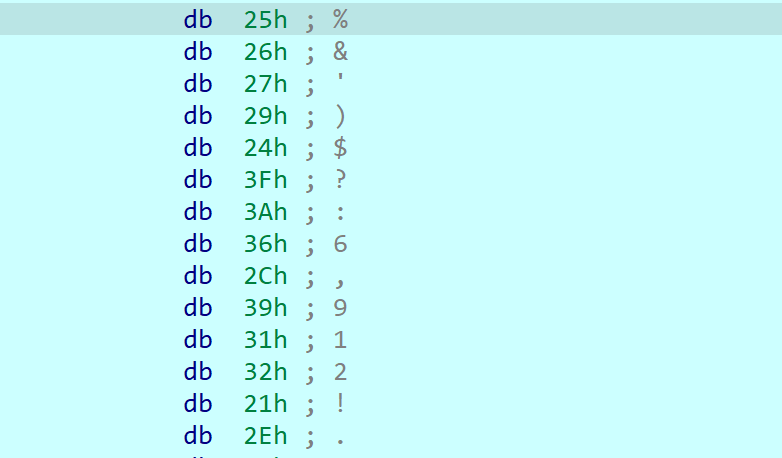 db 25h ; %
db 26h ; &
db 27h ; '
db 29h ; )
db 24h ; $
db 3Fh ; ?
db 3Ah ; :
db 36h ; 6
db 2Ch ; ,
db 39h ; 9
db 31h ; 1
db 32h ; 2
db 21h ; !
db 2Eh ; .